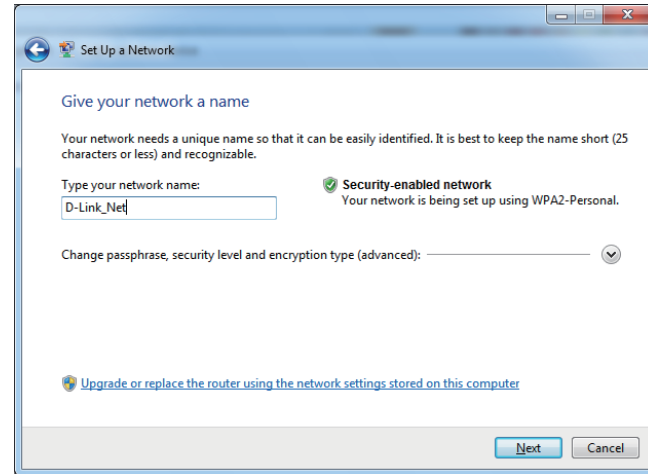 Set Up a Network
Give your network a name
Your network needs a unique name so that it can be easily identified. It is best to keep the name short (25
characters or less) and recognizable.
Type your network name:
Security-enabled network
D-Link_Net
Your network is being set up using WPA2-Personal.
Change passphrase, security level and encryption type (advanced):
Upgrade or replace the router using the network settings stored on this computer
Next
Cancel